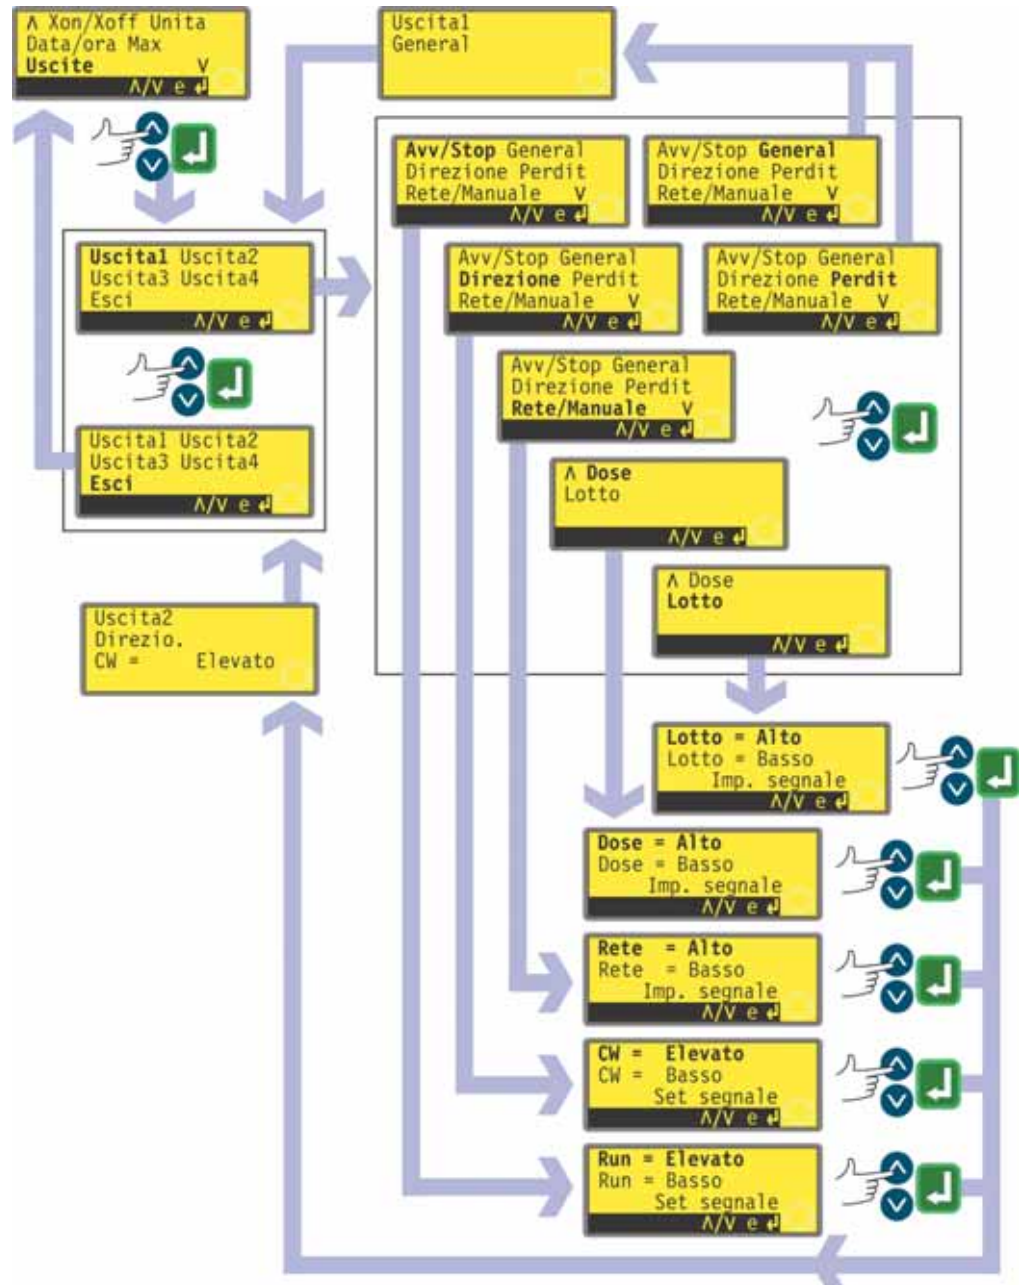 Λ Xon/Xoff Unita
Data/ora Max
Uscite V
Λ/V e ↲
Uscita1
General
Avv/Stop General
Direzione Perdit
Rete/Manuale V
Λ/V e ↲
Avv/Stop General
Direzione Perdit
Rete/Manuale V
Λ/V e ↲
Uscita1 Uscita2
Uscita3 Uscita4
Esci
Λ/V e ↲
Avv/Stop General
Direzione Perdit
Rete/Manuale V
Λ/V e ↲
Avv/Stop General
Direzione Perdit
Rete/Manuale V
Λ/V e ↲
Avv/Stop General
Direzione Perdit
Rete/Manuale V
Λ/V e ↲
Uscita1 Uscita2
Uscita3 Uscita4
Esci
Λ/V e ↲
Λ Dose
Lotto
Λ/V e ↲
Λ Dose
Lotto
Λ/V e ↲
Uscita2
Direzio.
CW = Elevato
Lotto = Alto
Lotto = Basso
Imp. segnale
Λ/V e ↲
Dose = Alto
Dose = Basso
Imp. segnale
Λ/V e ↲
Rete = Alto
Rete = Basso
Imp. segnale
Λ/V e ↲
CW = Elevato
CW = Basso
Set segnale
Λ/V e ↲
Run = Elevato
Run = Basso
Set segnale
Λ/V e ↲